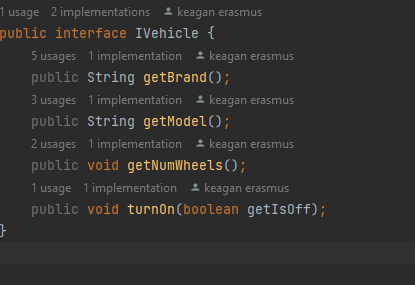 1 usage 2 implementations keagan erasmus
public interface IVehicle {
5 usages 1 implementation keagan erasmus
public String getBrand();
3 usages 1 implementation keagan erasmus
public String getModel();
2 usages 1 implementation keagan erasmus
public void getNumWheels();
1 usage 1 implementation keagan erasmus
public void turnOn(boolean getIsOff);
}